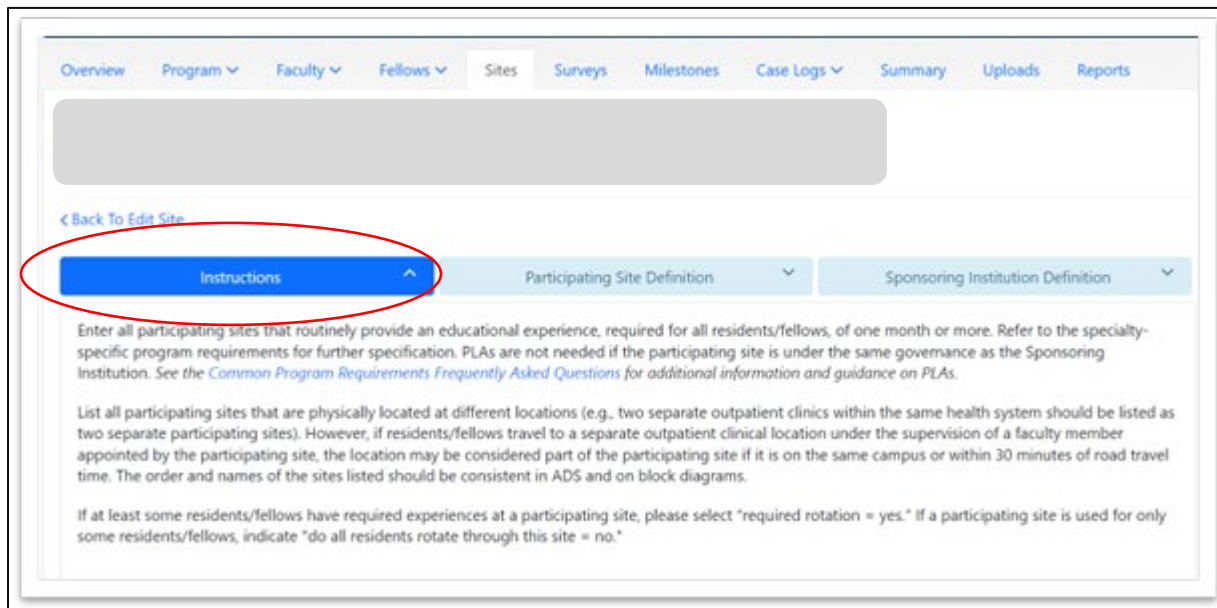 Overview Program Faculty Fellows Sites Surveys Milestones Case Logs Summary Uploads Reports
Back To Edit Site
Instructions Participating Site Definition Sponsoring Institution Definition
Enter all participating sites that routinely provide an educational experience, required for all residents/fellows, of one month or more. Refer to the specialty-
specific program requirements for further specification. PLAs are not needed if the participating site is under the same governance as the Sponsoring
Institution. See the Common Program Requirements Frequently Asked Questions for additional information and guidance on PLAs.
List all participating sites that are physically located at different locations (e.g., two separate outpatient clinics within the same health system should be listed as
two separate participating sites). However, if residents/fellows travel to a separate outpatient clinical location under the supervision of a faculty member
appointed by the participating site, the location may be considered part of the participating site if it is on the same campus or within 30 minutes of road travel
time. The order and names of the sites listed should be consistent in ADS and on block diagrams.
If at least some residents/fellows have required experiences at a participating site, please select "required rotation = yes." If a participating site is used for only
some residents/fellows, indicate "do all residents rotate through this site = no."